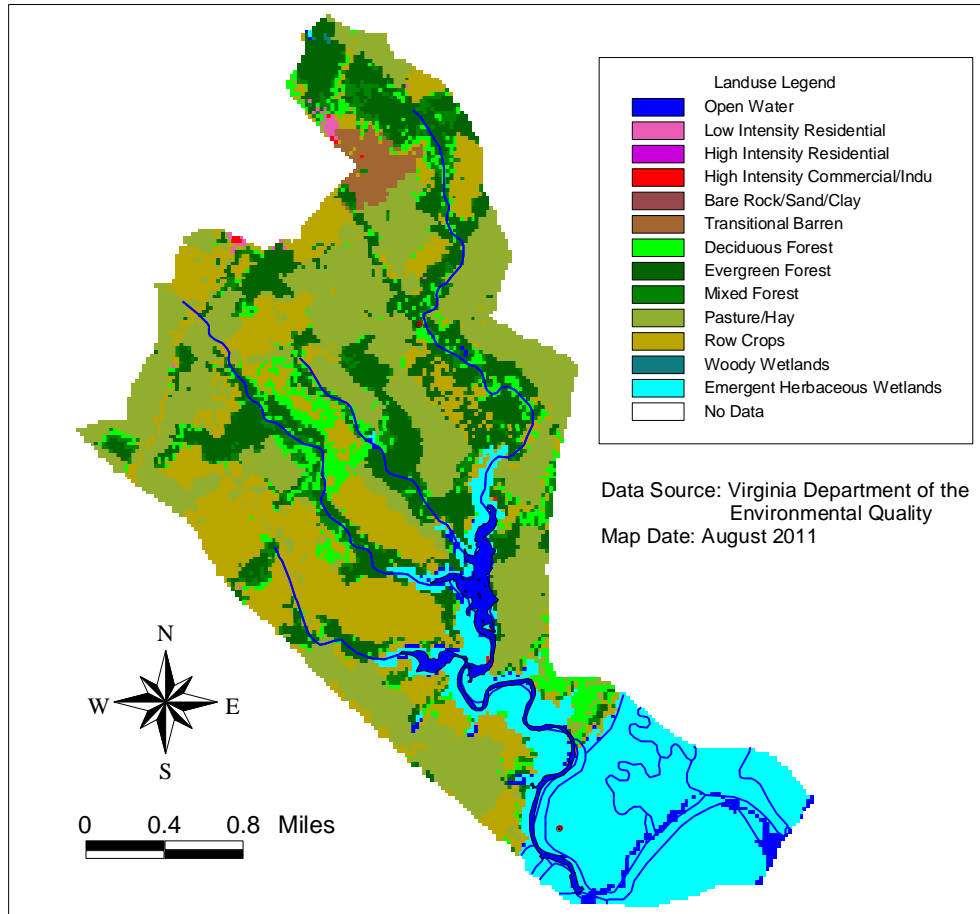 Landuse Legend
Open Water
Low Intensity Residential
High Intensity Residential
High Intensity Commercial/Indu
Bare Rock/Sand/Clay
Transitional Barren
Deciduous Forest
Evergreen Forest
Mixed Forest
Pasture/Hay
Row Crops
Woody Wetlands
Emergent Herbaceous Wetlands
No Data
Data Source: Virginia Department of the
Environmental Quality
Map Date: August 2011
N
W E
S
0 0.4 0.8 Miles